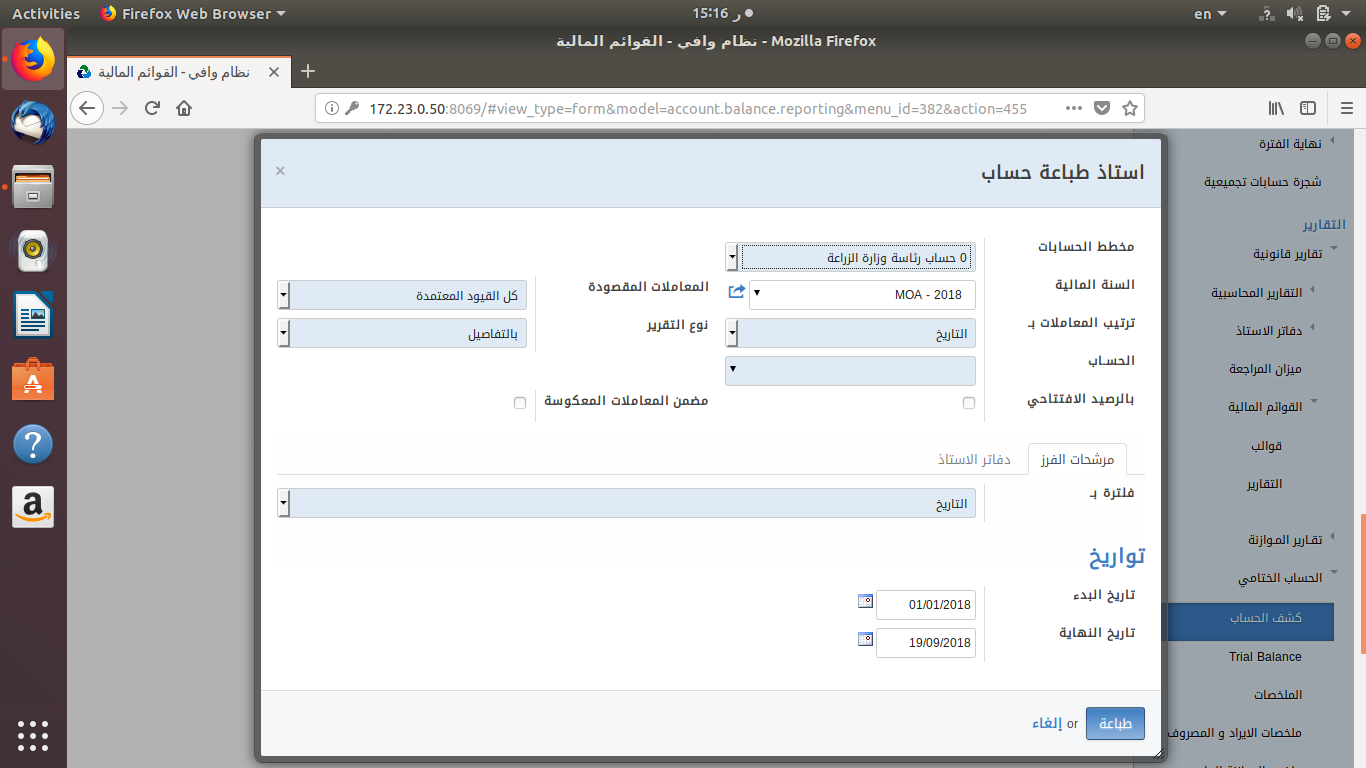 Activities
Firefox Web Browser
ر 15:16
en
نظام وافي - القوائم المالية - Mozilla Firefox
نظام وافي - القوائم المالية
172.23.0.50:8069/#view_type=form&model=account.balance.reporting&menu_id=382&action=455
استاذ طباعة حساب
×
مخطط الحسابات
0 حساب رئاسة وزارة الزراعة
السنة المالية
MOA - 2018
المعاملات المقصودة
كل القيود المعتمدة
ترتيب المعاملات بـ
التاريخ
نوع التقرير
بالتفاصيل
الحسـاب
بالرصيد الافتتاحي
مضمن المعاملات المعكوسة
مرشحات الفرز
دفاتر الاستاذ
فلترة بـ
التاريخ
تواريخ
تاريخ البدء
01/01/2018
تاريخ النهاية
19/09/2018
طباعة or إلغاء
نهاية الفترة
شجرة حسابات تجميعية
التقارير
تقارير قانونية
التقارير المحاسبية
دفاتر الاستاذ
ميزان المراجعة
القوائم المالية
قوالب
التقارير
تقـارير المـوازنة
الحساب الختامي
كشف الحساب
Trial Balance
الملخصات
ملخصات الايراد و المصروف